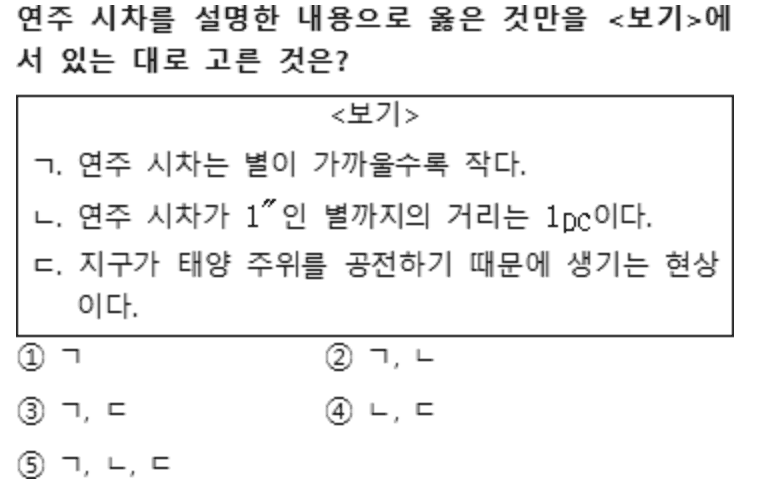 연주 시차를 설명한 내용으로 옳은 것만을 <보기>에
서 있는 대로 고른 것은?
<보기>
ㄱ. 연주 시차는 별이 가까울수록 작다.
ㄴ. 연주 시차가 1″인 별까지의 거리는 1pc이다.
ㄷ. 지구가 태양 주위를 공전하기 때문에 생기는 현상
이다.
① ㄱ ② ㄱ, ㄴ
③ ㄱ, ㄷ ④ ㄴ, ㄷ
⑤ ㄱ, ㄴ, ㄷ